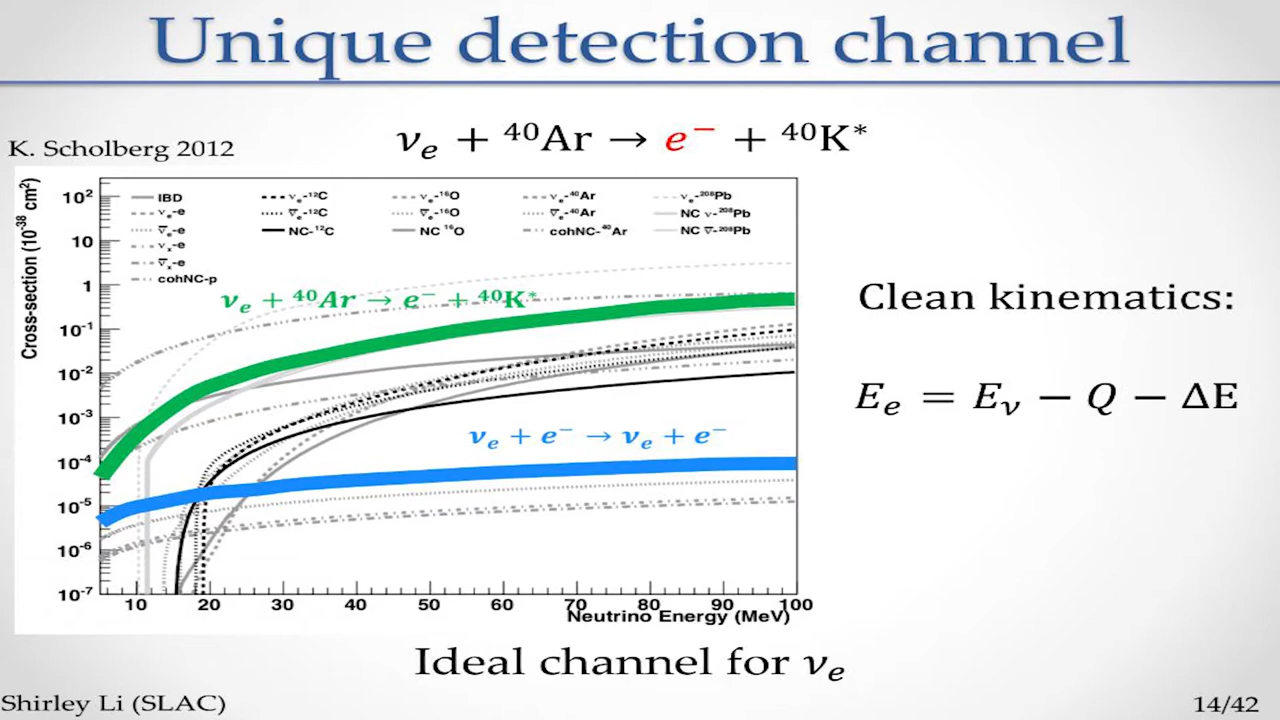 Unique detection channel
νₑ + ⁴⁰Ar → e⁻ + ⁴⁰K*
K. Scholberg 2012
Cross-section (10⁻³⁸ cm²)
10²
10
1
10⁻¹
10⁻²
10⁻³
10⁻⁴
10⁻⁵
10⁻⁶
10⁻⁷
IBD
νₑ-e
ν̅ₑ-e
νₓ-e
ν̅ₓ-e
cohNC-p
νₑ-¹²C
ν̅ₑ-¹²C
NC-¹²C
νₑ-¹⁶O
ν̅ₑ-¹⁶O
NC ¹⁶O
νₑ-⁴⁰Ar
ν̅ₑ-⁴⁰Ar
cohNC-⁴⁰Ar
νₑ-²⁰⁸Pb
NC ν-²⁰⁸Pb
NC ν̅-²⁰⁸Pb
νₑ + ⁴⁰Ar → e⁻ + ⁴⁰K*
νₑ + e⁻ → νₑ + e⁻
10 20 30 40 50 60 70 80 90 100
Neutrino Energy (MeV)
Clean kinematics:
Eₑ = Eᵥ − Q − ΔE
Ideal channel for νₑ
Shirley Li (SLAC)
14/42